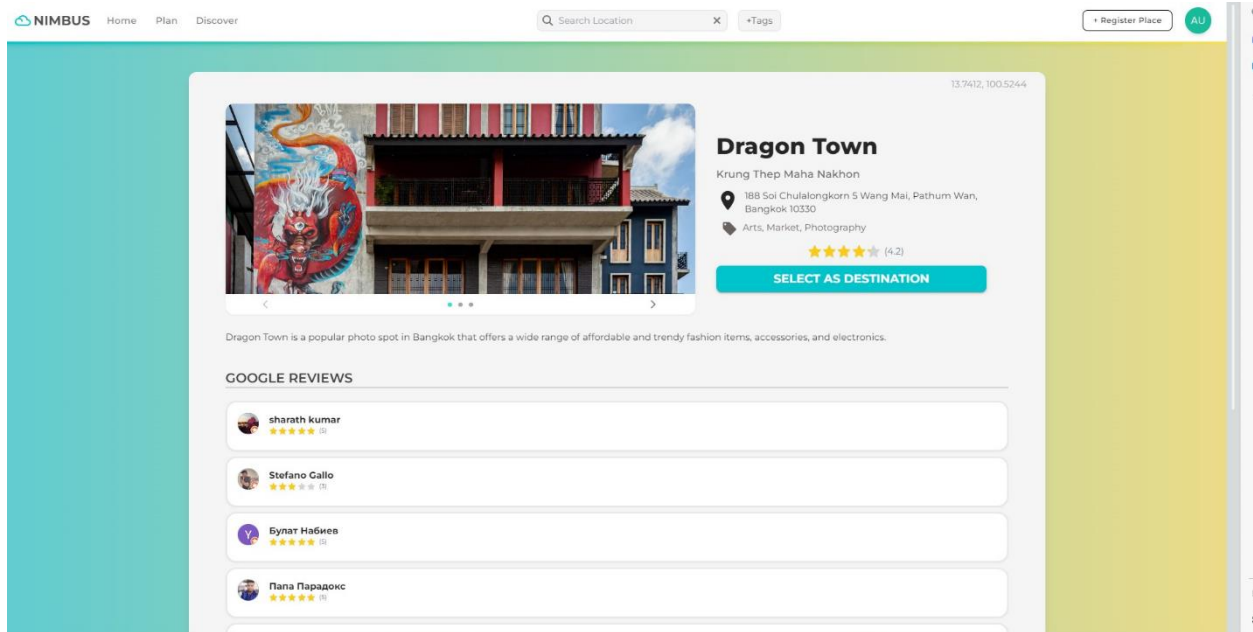 NIMBUS Home Plan Discover Search Location +Tags + Register Place AU
13.7412, 100.5244
Dragon Town
Krung Thep Maha Nakhon
188 Soi Chulalongkorn 5 Wang Mai, Pathum Wan,
Bangkok 10330
Arts, Market, Photography
(4.2)
SELECT AS DESTINATION
Dragon Town is a popular photo spot in Bangkok that offers a wide range of affordable and trendy fashion items, accessories, and electronics.
GOOGLE REVIEWS
sharath kumar
(5)
Stefano Gallo
(3)
Y
Булат Набиев
(5)
Папа Парадокс
(5)